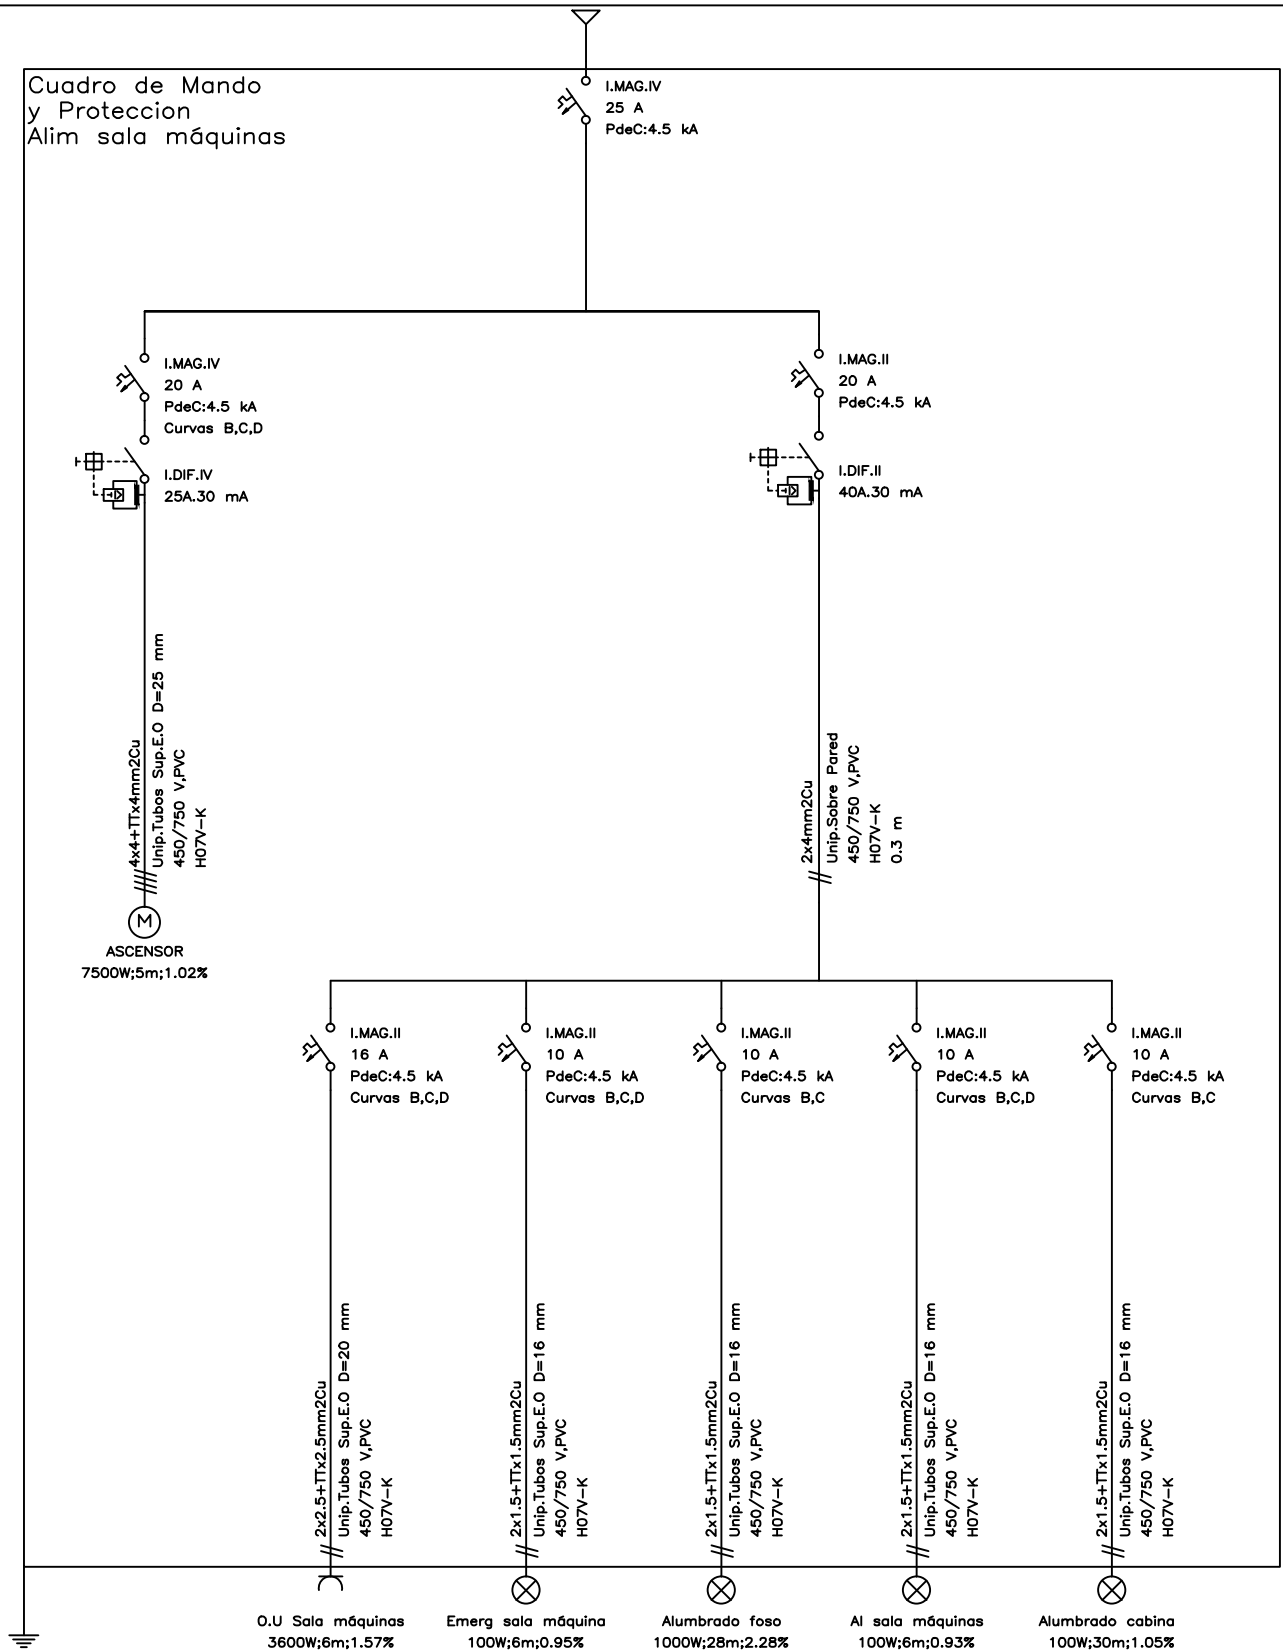 Cuadro de Mando
y Proteccion
Alim sala máquinas
I.MAG.IV
25 A
PdeC:4.5 kA
I.MAG.IV
20 A
PdeC:4.5 kA
Curvas B,C,D
I.DIF.IV
25A.30 mA
I.MAG.II
20 A
PdeC:4.5 kA
I.DIF.II
40A.30 mA
4x4+TTx4mm2Cu
Unip.Tubos Sup.E.O D=25 mm
450/750 V,PVC
H07V-K
M
ASCENSOR
7500W;5m;1.02%
2x4mm2Cu
Unip.Sobre Pared
450/750 V,PVC
H07V-K
0.3 m
I.MAG.II
16 A
PdeC:4.5 kA
Curvas B,C,D
I.MAG.II
10 A
PdeC:4.5 kA
Curvas B,C,D
I.MAG.II
10 A
PdeC:4.5 kA
Curvas B,C
I.MAG.II
10 A
PdeC:4.5 kA
Curvas B,C,D
I.MAG.II
10 A
PdeC:4.5 kA
Curvas B,C
2x2.5+TTx2.5mm2Cu
Unip.Tubos Sup.E.O D=20 mm
450/750 V,PVC
H07V-K
2x1.5+TTx1.5mm2Cu
Unip.Tubos Sup.E.O D=16 mm
450/750 V,PVC
H07V-K
2x1.5+TTx1.5mm2Cu
Unip.Tubos Sup.E.O D=16 mm
450/750 V,PVC
H07V-K
2x1.5+TTx1.5mm2Cu
Unip.Tubos Sup.E.O D=16 mm
450/750 V,PVC
H07V-K
2x1.5+TTx1.5mm2Cu
Unip.Tubos Sup.E.O D=16 mm
450/750 V,PVC
H07V-K
O.U Sala máquinas
3600W;6m;1.57%
Emerg sala máquina
100W;6m;0.95%
Alumbrado foso
1000W;28m;2.28%
Al sala máquinas
100W;6m;0.93%
Alumbrado cabina
100W;30m;1.05%